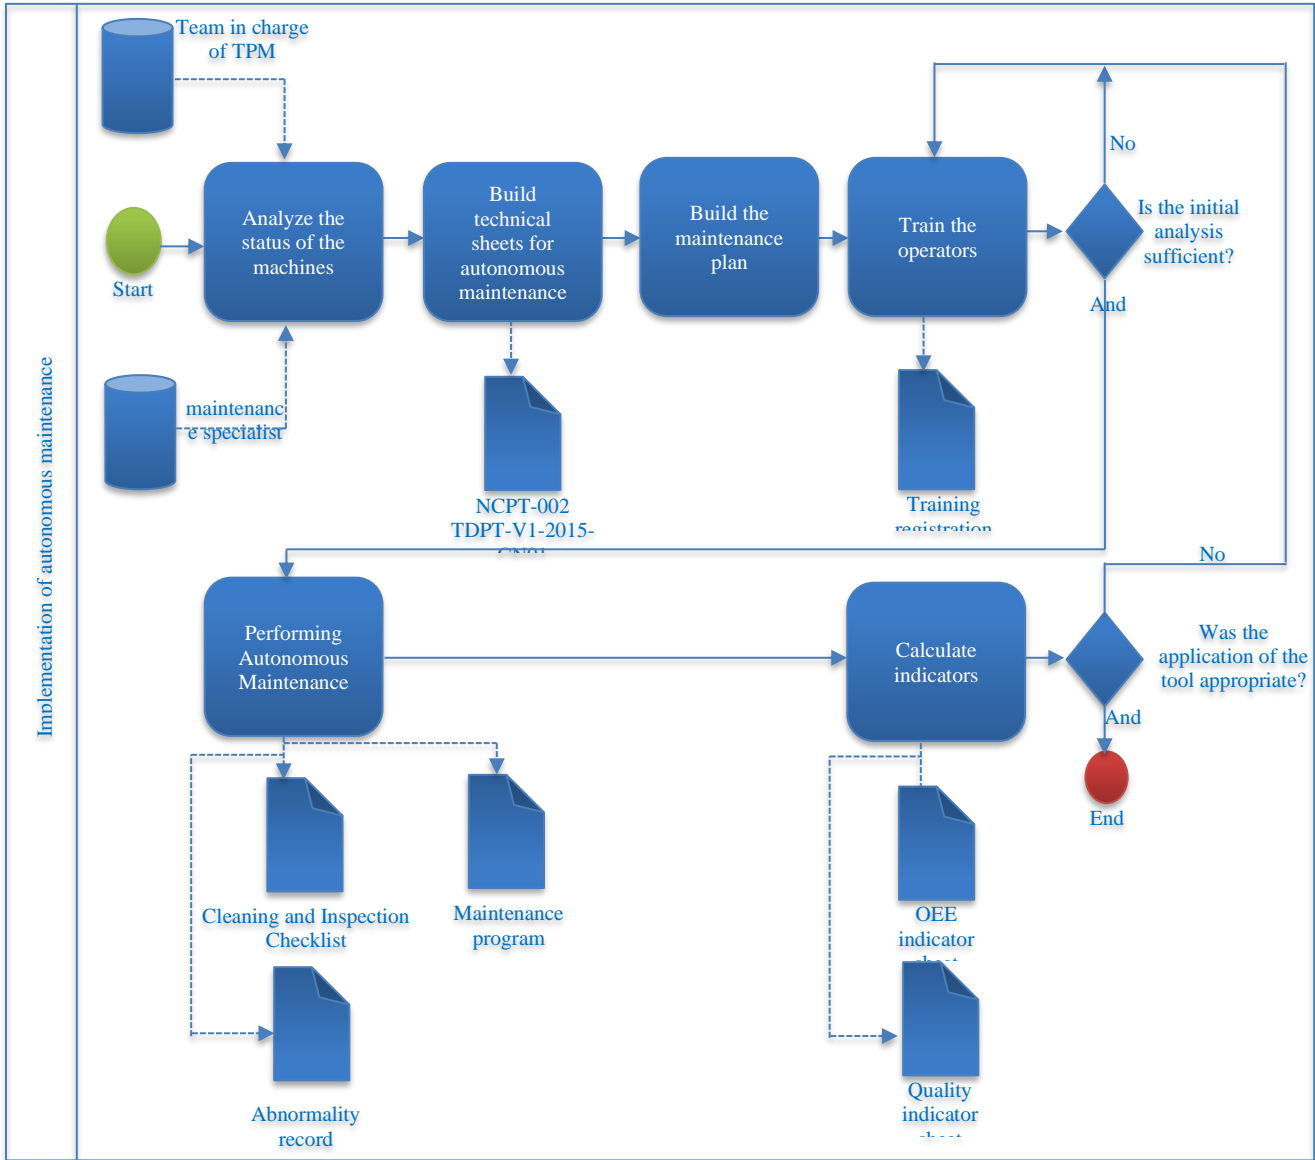 Team in charge
of TPM
Start
Analyze the
status of the
machines
Build
technical
sheets for
autonomous
maintenance
Build the
maintenance
plan
Train the
operators
No
Is the initial
analysis
sufficient?
And
maintenanc
e specialist
NCPT-002
TDPT-V1-2015-
Training
registration
Implementation of autonomous maintenance
Performing
Autonomous
Maintenance
Calculate
indicators
No
Was the
application of the
tool appropriate?
And
End
Cleaning and Inspection
Checklist
Maintenance
program
OEE
indicator
sheet
Abnormality
record
Quality
indicator
sheet